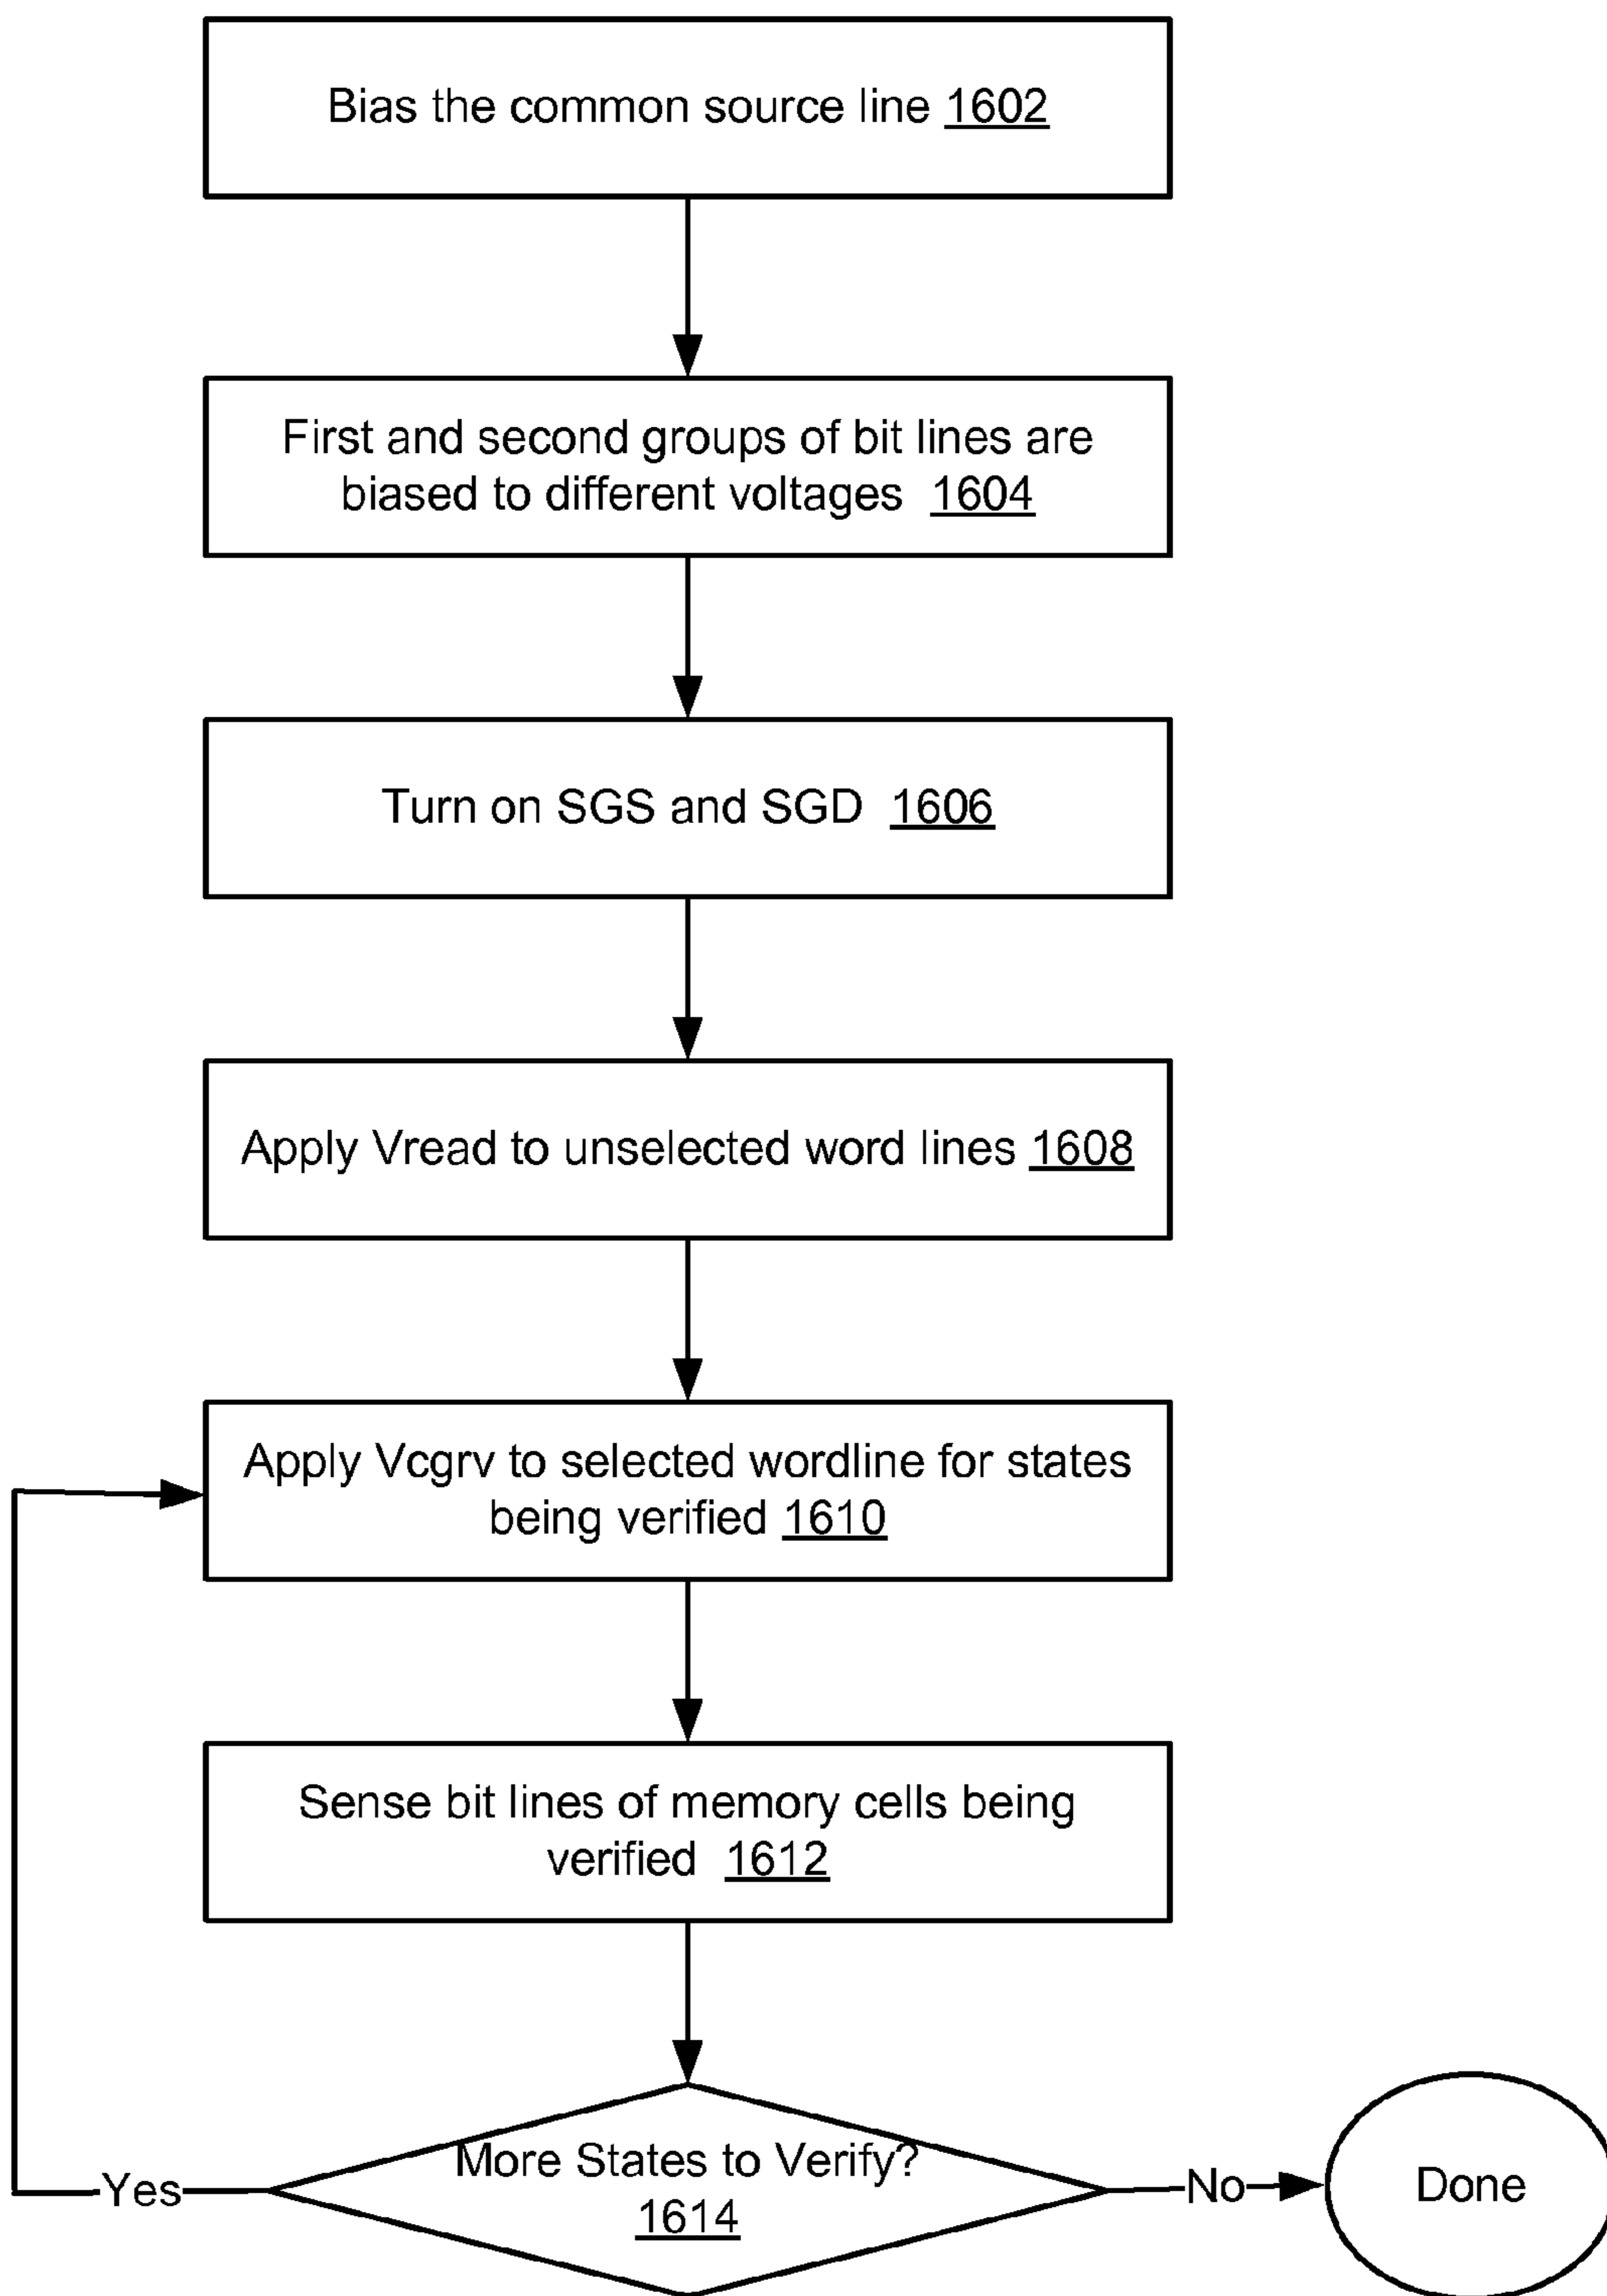 Bias the common source line 1602
First and second groups of bit lines are
biased to different voltages 1604
Turn on SGS and SGD 1606
Apply Vread to unselected word lines 1608
Apply Vcgrv to selected wordline for states
being verified 1610
Sense bit lines of memory cells being
verified 1612
More States to Verify?
1614
Yes
No
Done